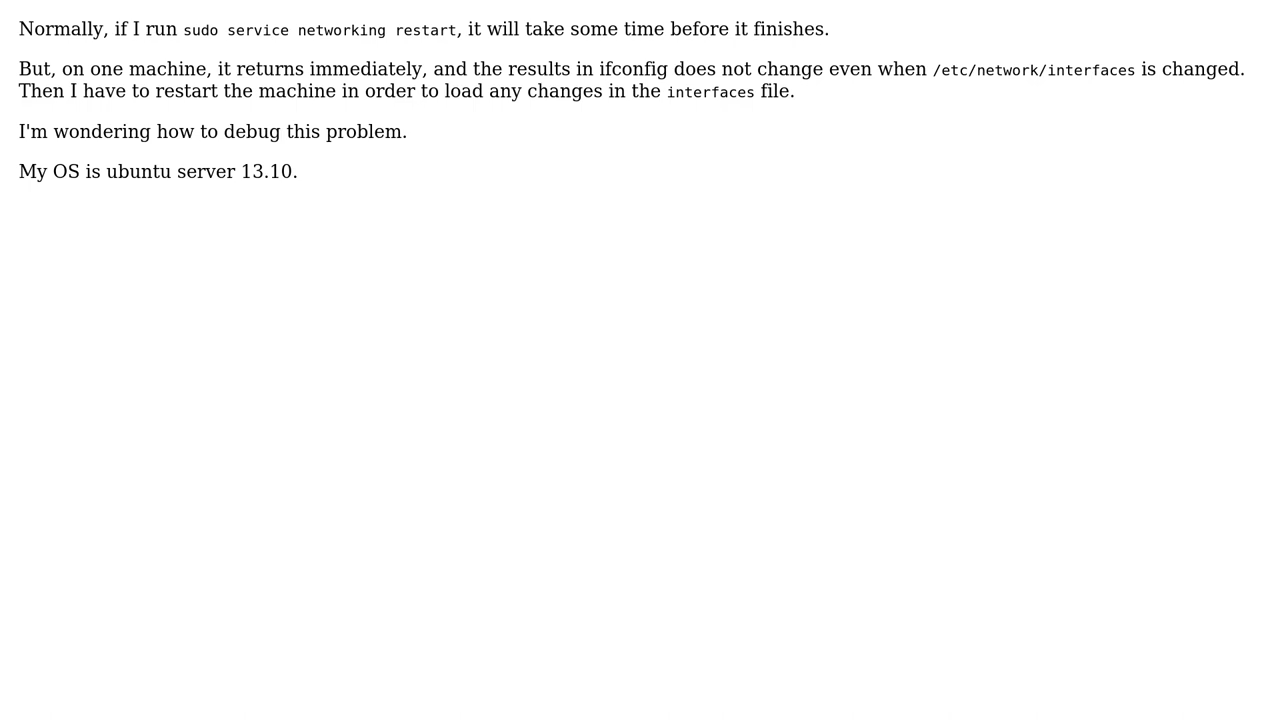 Normally, if I run sudo service networking restart, it will take some time before it finishes.
But, on one machine, it returns immediately, and the results in ifconfig does not change even when /etc/network/interfaces is changed.
Then I have to restart the machine in order to load any changes in the interfaces file.
I'm wondering how to debug this problem.
My OS is ubuntu server 13.10.